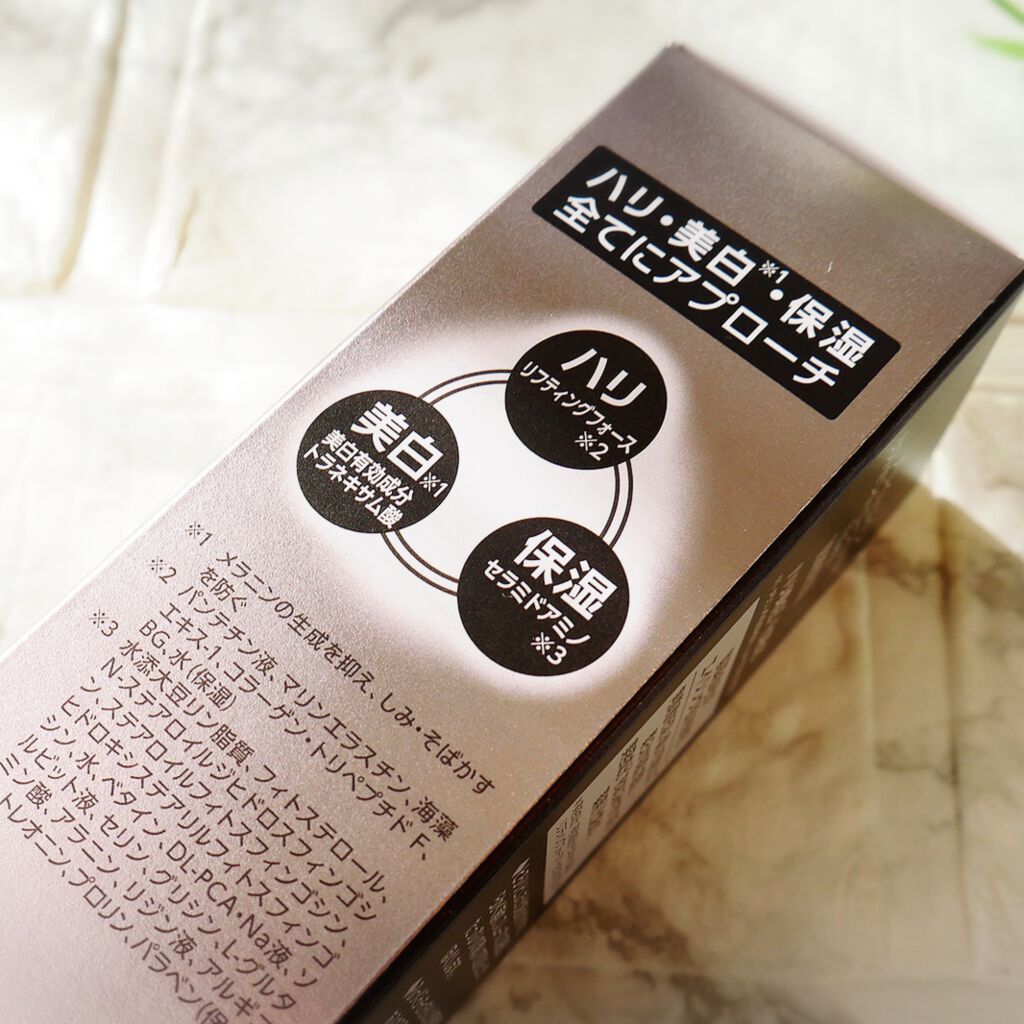 ハリ・美白※1・保湿
全てにアプローチ
ハリ
リフティングフォース
※2
美白※1
美白有効成分
トラネキサム酸
保湿
セラミドアミノ
※3
※1 メラニンの生成を抑え、しみ・そばかす
を防ぐ
※2 パンテチン液、マリンエラスチン、海藻
エキス-1、コラーゲン・トリペプチド F、
BG、水（保湿）
※3 水添大豆リン脂質、フィトステロール、
N-ステアロイルジヒドロスフィンゴシ
ン、ステアロイルフィトスフィンゴシン、
ヒドロキシステアリルフィトスフィンゴ
シン、水、ベタイン、DL-PCA・Na液、ソ
ルビット液、セリン、グリシン、L-グルタ
ミン酸、アラニン、リジン液、アルギー
トレオニン、プロリン、パラベン（保